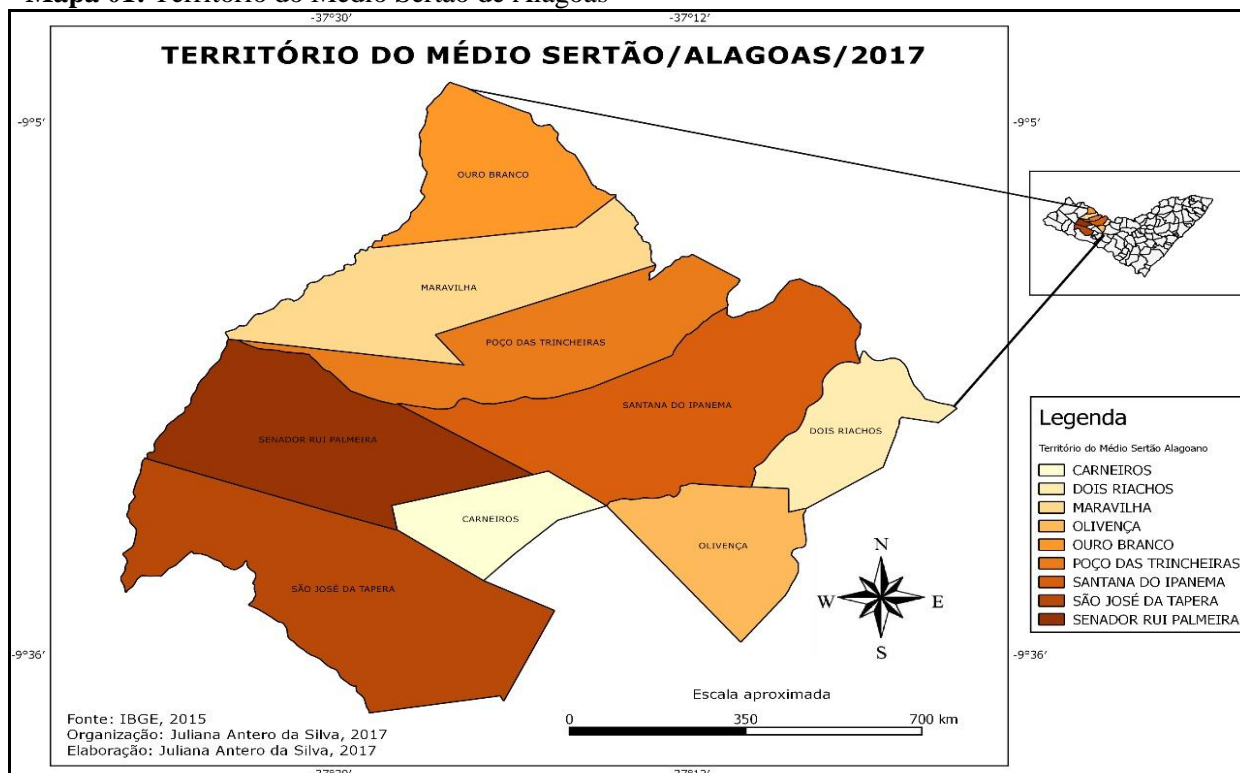 Mapa 01: Território do Médio Sertão de Alagoas
-37°30' -37°12'
TERRITÓRIO DO MÉDIO SERTÃO/ALAGOAS/2017
-9°5' -9°5'
OURO BRANCO
MARAVILHA
POÇO DAS TRINCHEIRAS
SANTANA DO IPANEMA
DOIS RIACHOS
SENADOR RUI PALMEIRA
CARNEIROS
OLIVENÇA
SÃO JOSÉ DA TAPERA
N
W E
S
Legenda
Território do Médio Sertão Alagoano
CARNEIROS
DOIS RIACHOS
MARAVILHA
OLIVENÇA
OURO BRANCO
POÇO DAS TRINCHEIRAS
SANTANA DO IPANEMA
SÃO JOSÉ DA TAPERA
SENADOR RUI PALMEIRA
-9°36' -9°36'
Escala aproximada
0 350 700 km
Fonte: IBGE, 2015
Organização: Juliana Antero da Silva, 2017
Elaboração: Juliana Antero da Silva, 2017